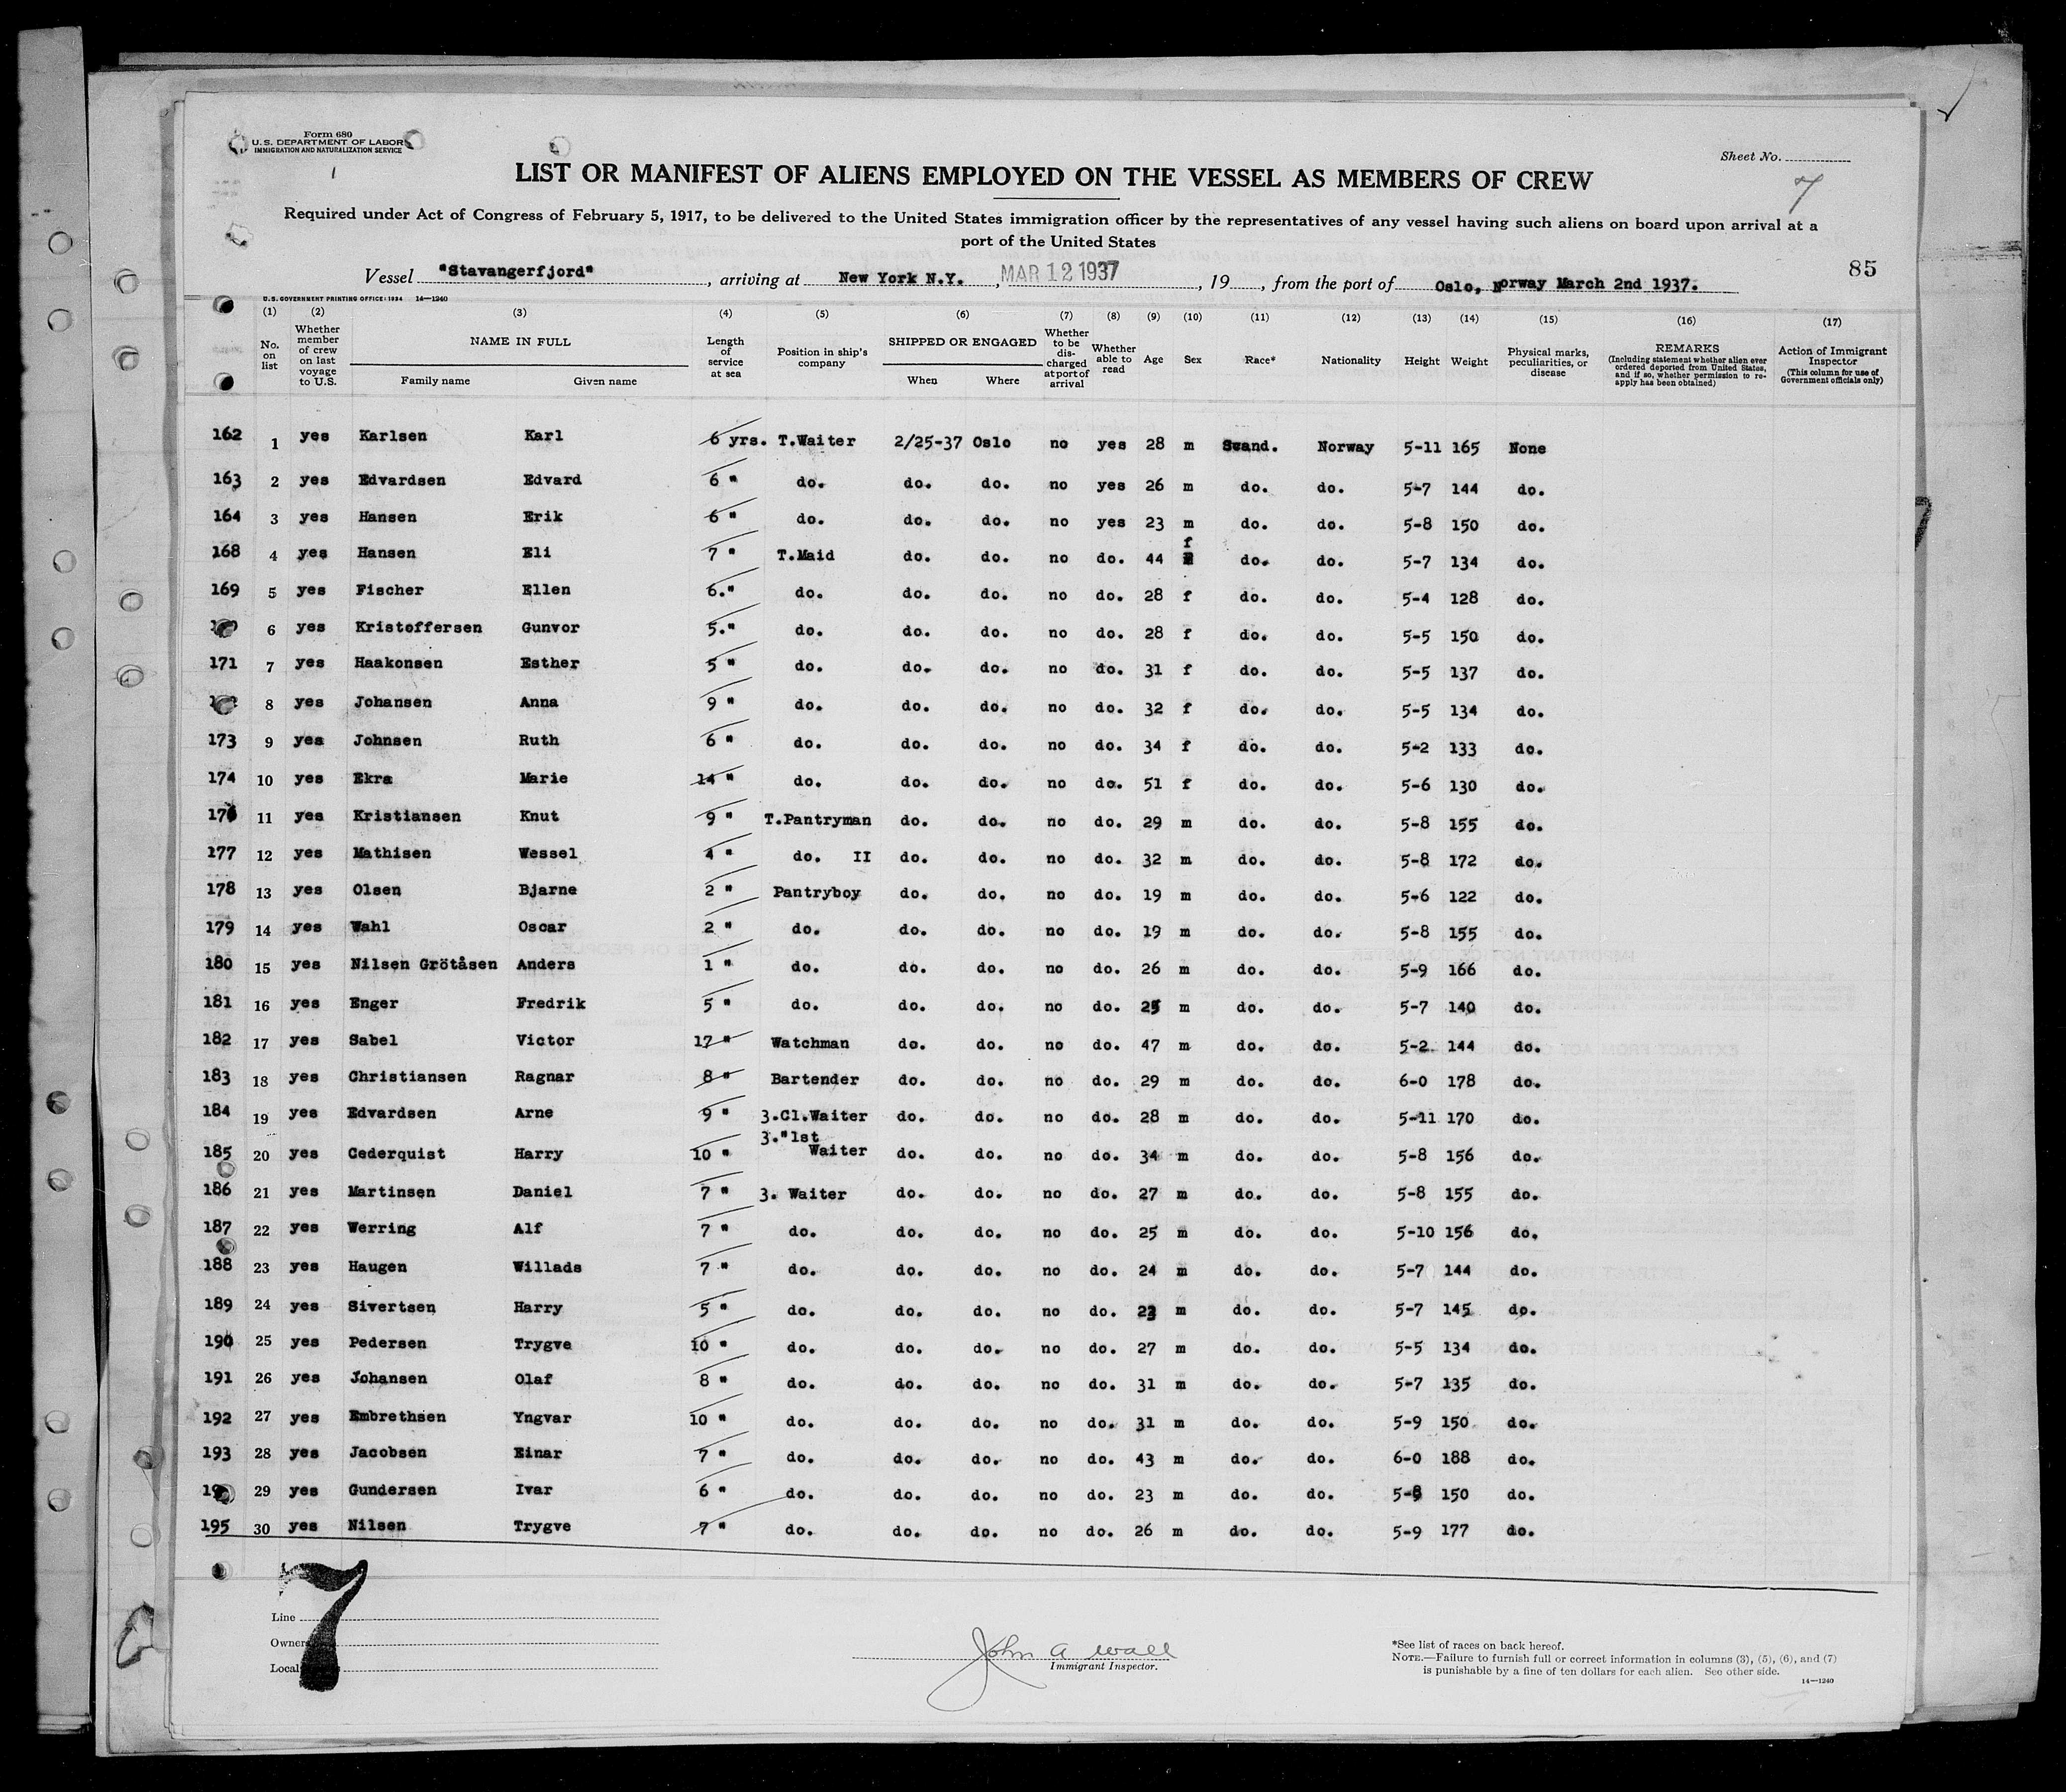 Form 680
U.S. DEPARTMENT OF LABOR
IMMIGRATION AND NATURALIZATION SERVICE
Sheet No.
7
LIST OR MANIFEST OF ALIENS EMPLOYED ON THE VESSEL AS MEMBERS OF CREW
Required under Act of Congress of February 5, 1917, to be delivered to the United States immigration officer by the representatives of any vessel having such aliens on board upon arrival at a
port of the United States
85
Vessel "Stavangerfjord", arriving at New York N.Y., MAR 12 1937, 19, from the port of Oslo, Norway March 2nd 1937.
U.S. GOVERNMENT PRINTING OFFICE: 1934 14—1240
(1) (2) (3) (4) (5) (6) (7) (8) (9) (10) (11) (12) (13) (14) (15) (16) (17)
No. on list
Whether member of crew on last voyage to U.S.
NAME IN FULL
Family name Given name
Length of service at sea
Position in ship's company
SHIPPED OR ENGAGED
When Where
Whether to be discharged at port of arrival
Whether able to read
Age
Sex
Race*
Nationality
Height
Weight
Physical marks, peculiarities, or disease
REMARKS
(Including statement whether alien ever ordered deported from United States, and if so, whether permission to reapply has been obtained)
Action of Immigrant Inspector
(This column for use of Government officials only)
162 1 yes Karlsen Karl 6 yrs. T.Waiter 2/25-37 Oslo no yes 28 m Scand. Norway 5-11 165 None
163 2 yes Edvardsen Edvard 6 " do. do. do. no yes 26 m do. do. 5-7 144 do.
164 3 yes Hansen Erik 6 " do. do. do. no yes 23 m do. do. 5-8 150 do.
168 4 yes Hansen Eli 7 " T.Maid do. do. no do. 44 f do. do. 5-7 134 do.
169 5 yes Fischer Ellen 6." do. do. do. no do. 28 f do. do. 5-4 128 do.
6 yes Kristoffersen Gunvor 5." do. do. do. no do. 28 f do. do. 5-5 150 do.
171 7 yes Haakonsen Esther 5 " do. do. do. no do. 31 f do. do. 5-5 137 do.
8 yes Johansen Anna 9 " do. do. do. no do. 32 f do. do. 5-5 134 do.
173 9 yes Johnsen Ruth 6 " do. do. do. no do. 34 f do. do. 5-2 133 do.
174 10 yes Ekra Marie 14 " do. do. do. no do. 51 f do. do. 5-6 130 do.
176 11 yes Kristiansen Knut 9 " T.Pantryman do. do. no do. 29 m do. do. 5-8 155 do.
177 12 yes Mathisen Wessel 4 " do. II do. do. no do. 32 m do. do. 5-8 172 do.
178 13 yes Olsen Bjarne 2 " Pantryboy do. do. no do. 19 m do. do. 5-6 122 do.
179 14 yes Wahl Oscar 2 " do. do. do. no do. 19 m do. do. 5-8 155 do.
180 15 yes Nilsen Grötåsen Anders 1 " do. do. do. no do. 26 m do. do. 5-9 166 do.
181 16 yes Enger Fredrik 5 " do. do. do. no do. 25 m do. do. 5-7 140 do.
182 17 yes Sabel Victor 17 " Watchman do. do. no do. 47 m do. do. 5-2 144 do.
183 18 yes Christiansen Ragnar 8 " Bartender do. do. no do. 29 m do. do. 6-0 178 do.
184 19 yes Edvardsen Arne 9 " 3.Cl.Waiter do. do. no do. 28 m do. do. 5-11 170 do.
185 20 yes Cederquist Harry 10 " 3."1st Waiter do. do. no do. 34 m do. do. 5-8 156 do.
186 21 yes Martinsen Daniel 7 " 3. Waiter do. do. no do. 27 m do. do. 5-8 155 do.
187 22 yes Werring Alf 7 " do. do. do. no do. 25 m do. do. 5-10 156 do.
188 23 yes Haugen Willads 7 " do. do. do. no do. 24 m do. do. 5-7 144 do.
189 24 yes Sivertsen Harry 5 " do. do. do. no do. 23 m do. do. 5-7 145 do.
190 25 yes Pedersen Trygve 10 " do. do. do. no do. 27 m do. do. 5-5 134 do.
191 26 yes Johansen Olaf 8 " do. do. do. no do. 31 m do. do. 5-7 135 do.
192 27 yes Embrethsen Yngvar 10 " do. do. do. no do. 31 m do. do. 5-9 150 do.
193 28 yes Jacobsen Einar 7 " do. do. do. no do. 43 m do. do. 6-0 188 do.
29 yes Gundersen Ivar 6 " do. do. do. no do. 23 m do. do. 150 do.
195 30 yes Nilsen Trygve 7 " do. do. do. no do. 26 m do. do. 5-9 177 do.
7
Line
Owners
Local
John A Wall
Immigrant Inspector.
*See list of races on back hereof.
NOTE.—Failure to furnish full or correct information in columns (3), (5), (6), and (7)
is punishable by a fine of ten dollars for each alien. See other side.
14—1240